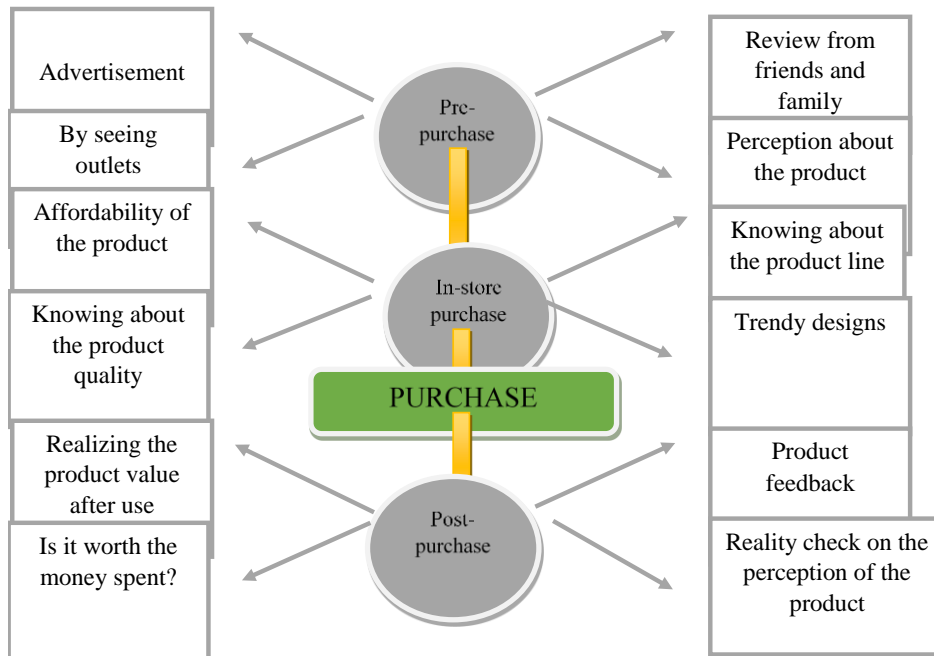 Advertisement
By seeing
outlets
Affordability of
the product
Knowing about
the product
quality
Realizing the
product value
after use
Is it worth the
money spent?
Pre-
purchase
In-store
purchase
PURCHASE
Post-
purchase
Review from
friends and
family
Perception about
the product
Knowing about
the product line
Trendy designs
Product
feedback
Reality check on the
perception of the
product